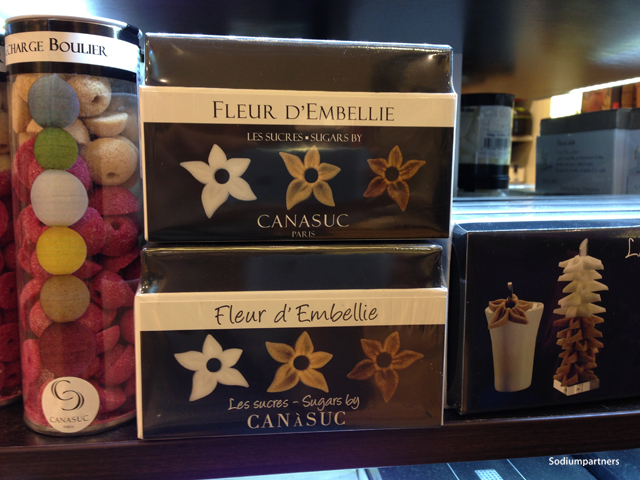 CHARGE BOULIER
CANASUC
FLEUR D'EMBELLIE
LES SUCRES • SUGARS BY
CANASUC
PARIS
Fleur d'Embellie
Les sucres - Sugars by
CANàSUC
Sodiumpartners